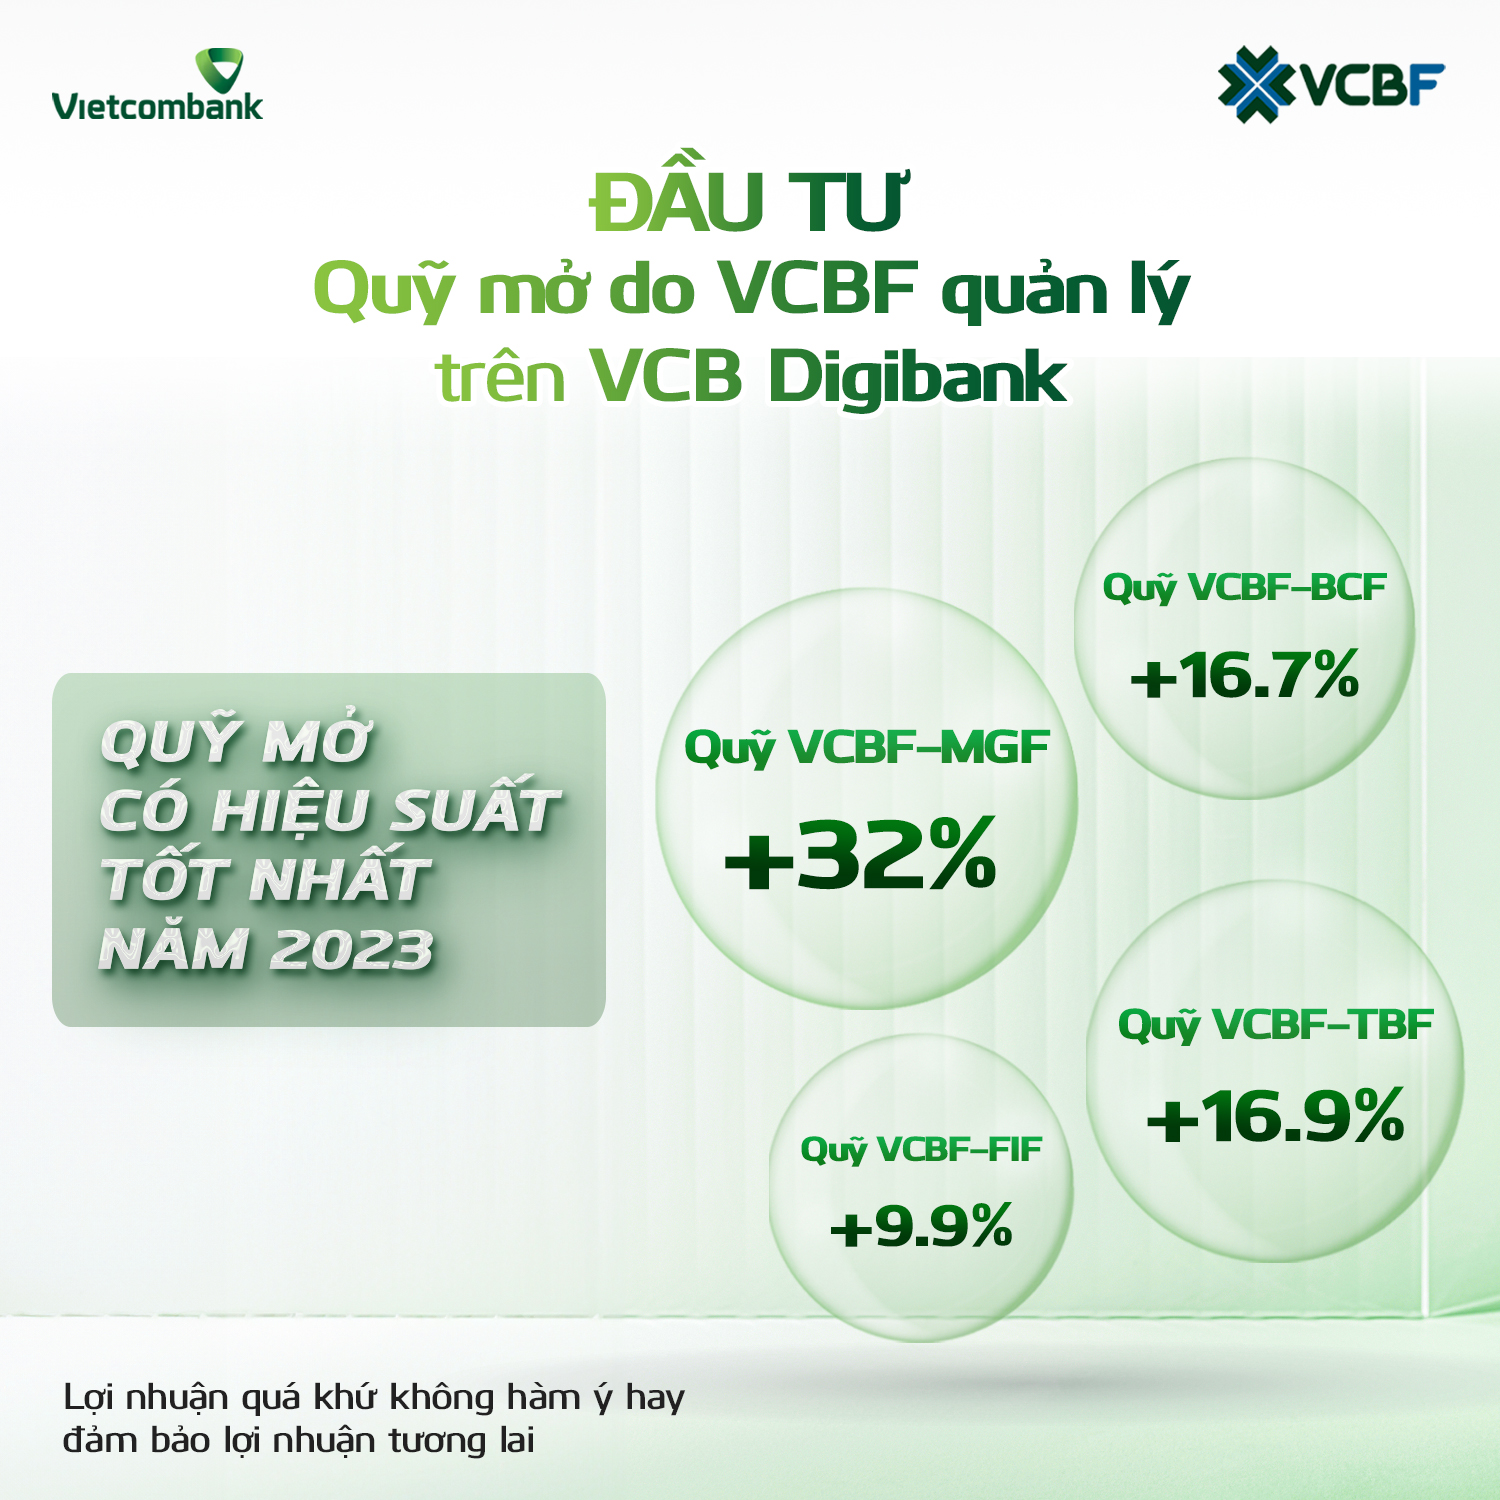 Vietcombank
VCBF
ĐẦU TƯ
Quỹ mở do VCBF quản lý
trên VCB Digibank
QUỸ MỞ
CÓ HIỆU SUẤT
TỐT NHẤT
NĂM 2023
Quỹ VCBF-MGF
+32%
Quỹ VCBF-BCF
+16.7%
Quỹ VCBF-TBF
+16.9%
Quỹ VCBF-FIF
+9.9%
Lợi nhuận quá khứ không hàm ý hay
đảm bảo lợi nhuận tương lai